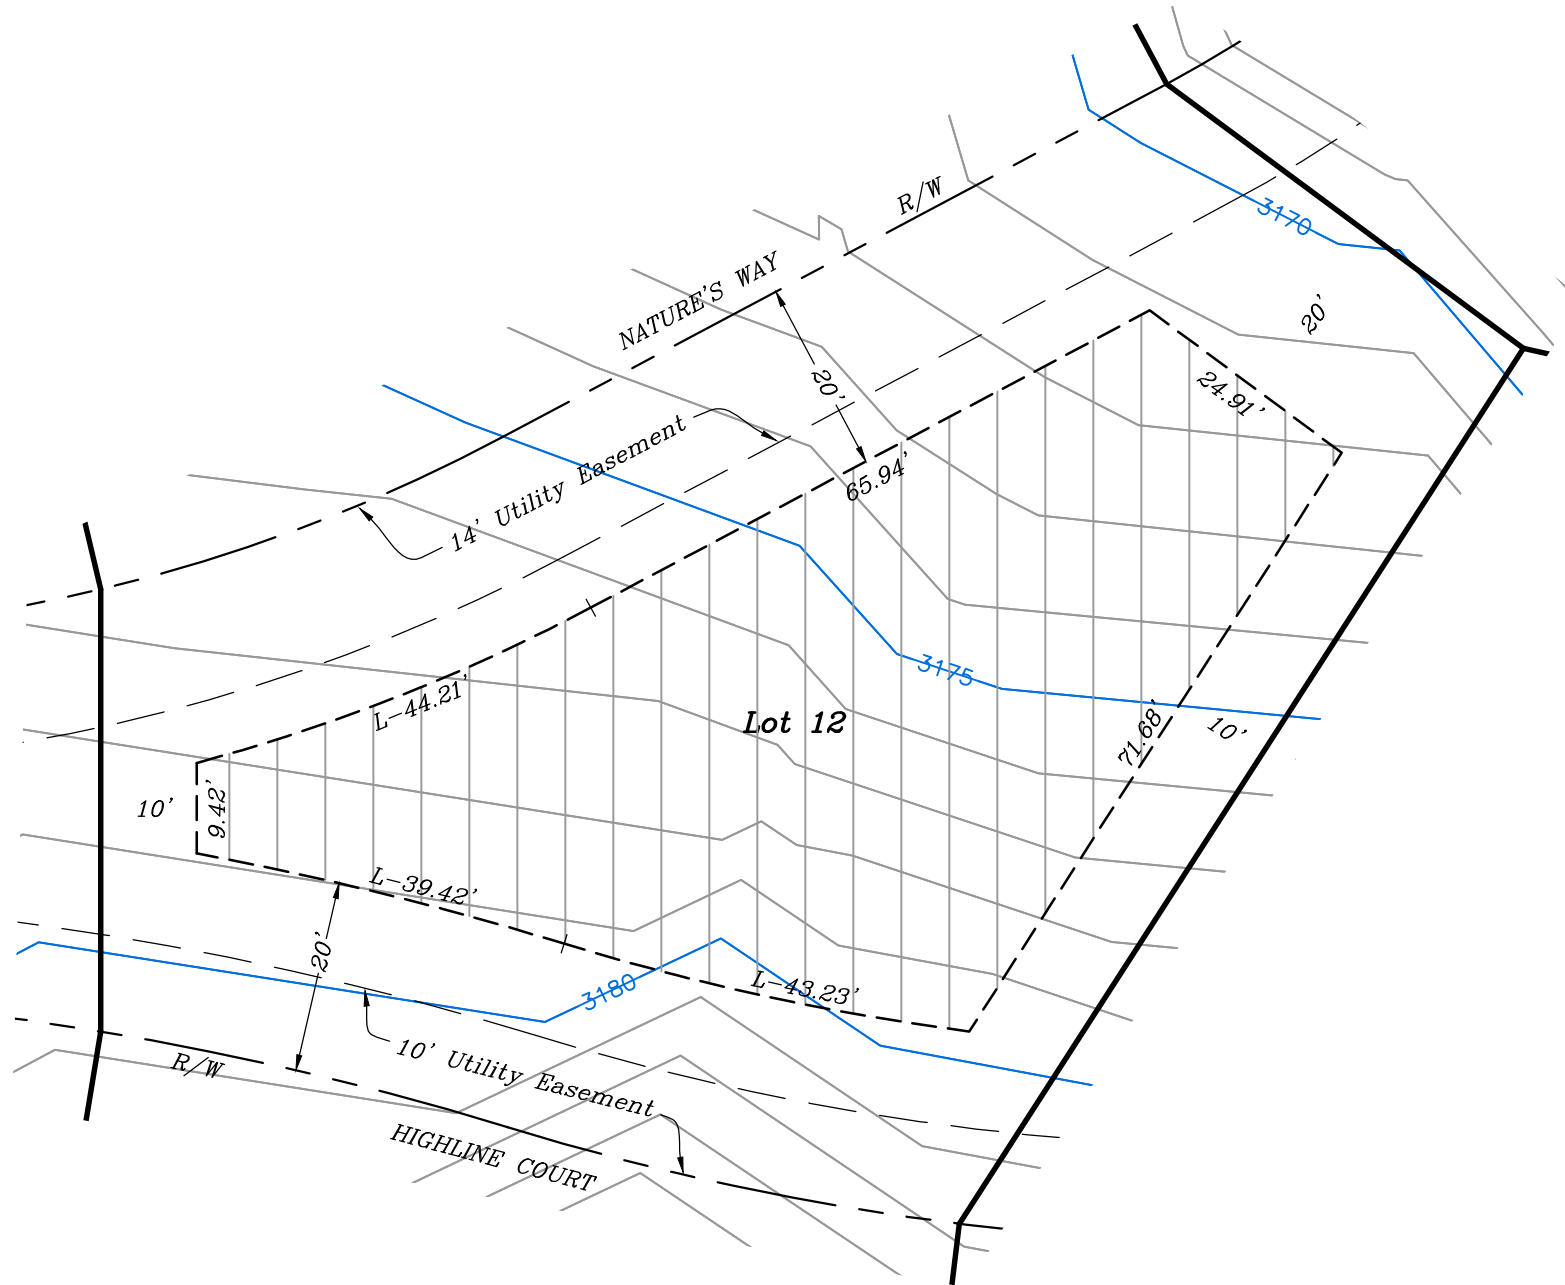 3170
R/W
20'
NATURE'S WAY
20'
24.91'
14' Utility Easement
65.94'
3175
L-44.21'
Lot 12
71.68'
10'
10'
9.42'
L-39.42'
20'
L-43.23'
3180
10' Utility Easement
R/W
HIGHLINE COURT